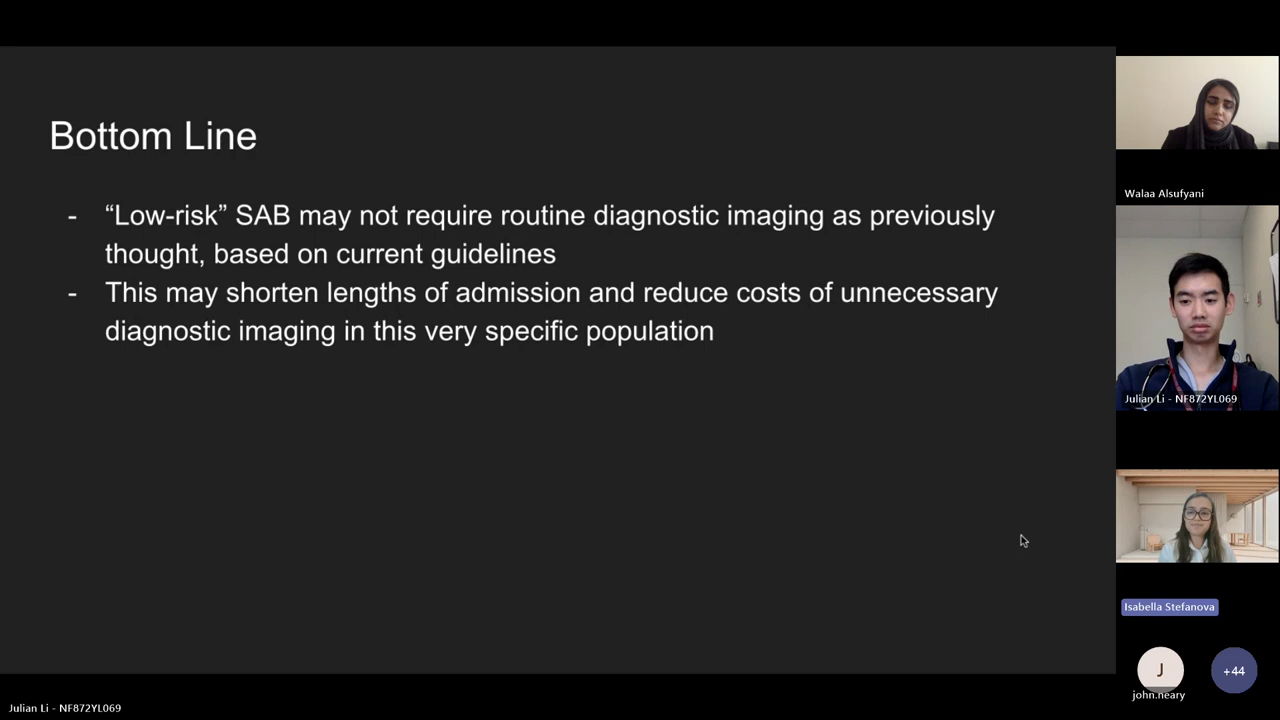 Bottom Line
- “Low-risk” SAB may not require routine diagnostic imaging as previously
thought, based on current guidelines
- This may shorten lengths of admission and reduce costs of unnecessary
diagnostic imaging in this very specific population
Walaa Alsufyani
Julian Li - NF872YL069
Isabella Stefanova
J
+44
john.neary
Julian Li - NF872YL069